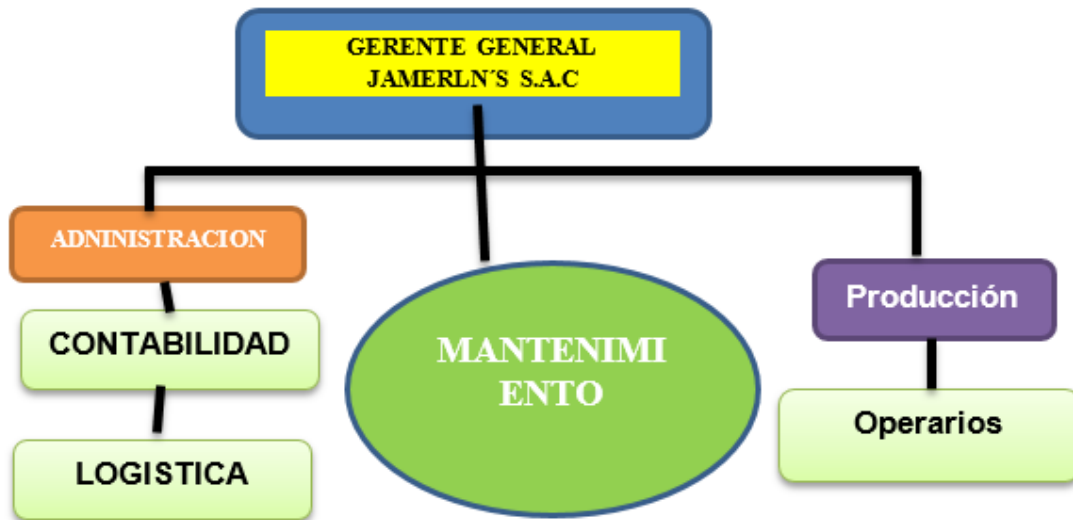 GERENTE GENERAL
JAMERLN´S S.A.C
ADNINISTRACION
CONTABILIDAD
LOGISTICA
MANTENIMI
ENTO
Producción
Operarios